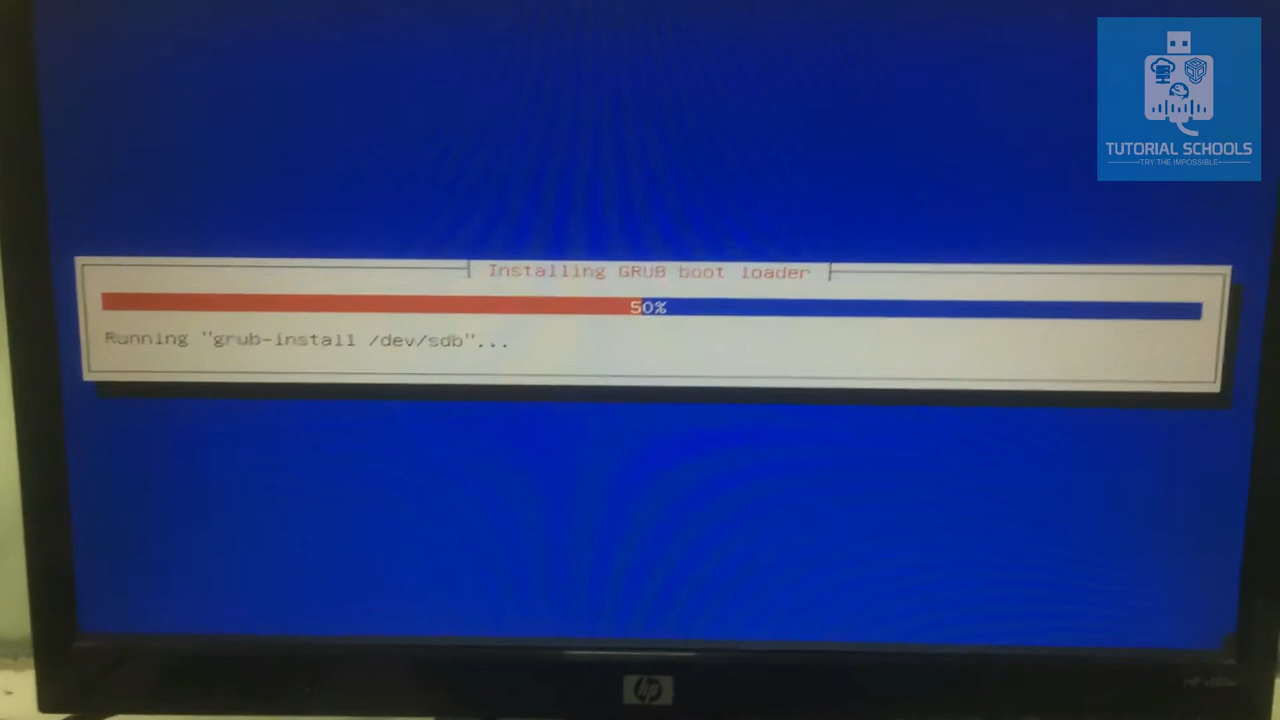 TUTORIAL SCHOOLS
TRY THE IMPOSSIBLE
Installing GRUB boot loader
50%
Running "grub-install /dev/sdb"...
hp